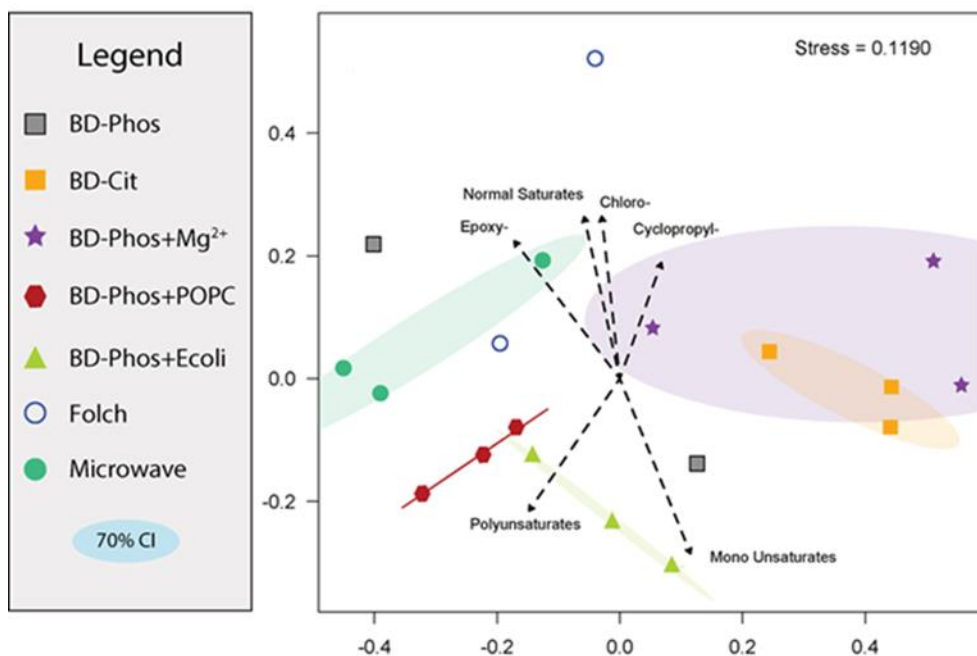 Legend
BD-Phos
BD-Cit
BD-Phos+Mg²⁺
BD-Phos+POPC
BD-Phos+Ecoli
Folch
Microwave
70% CI
Stress = 0.1190
Normal Saturates
Chloro-
Epoxy-
Cyclopropyl-
Polyunsaturates
Mono Unsaturates
0.4
0.2
0.0
-0.2
-0.4 -0.2 0.0 0.2 0.4